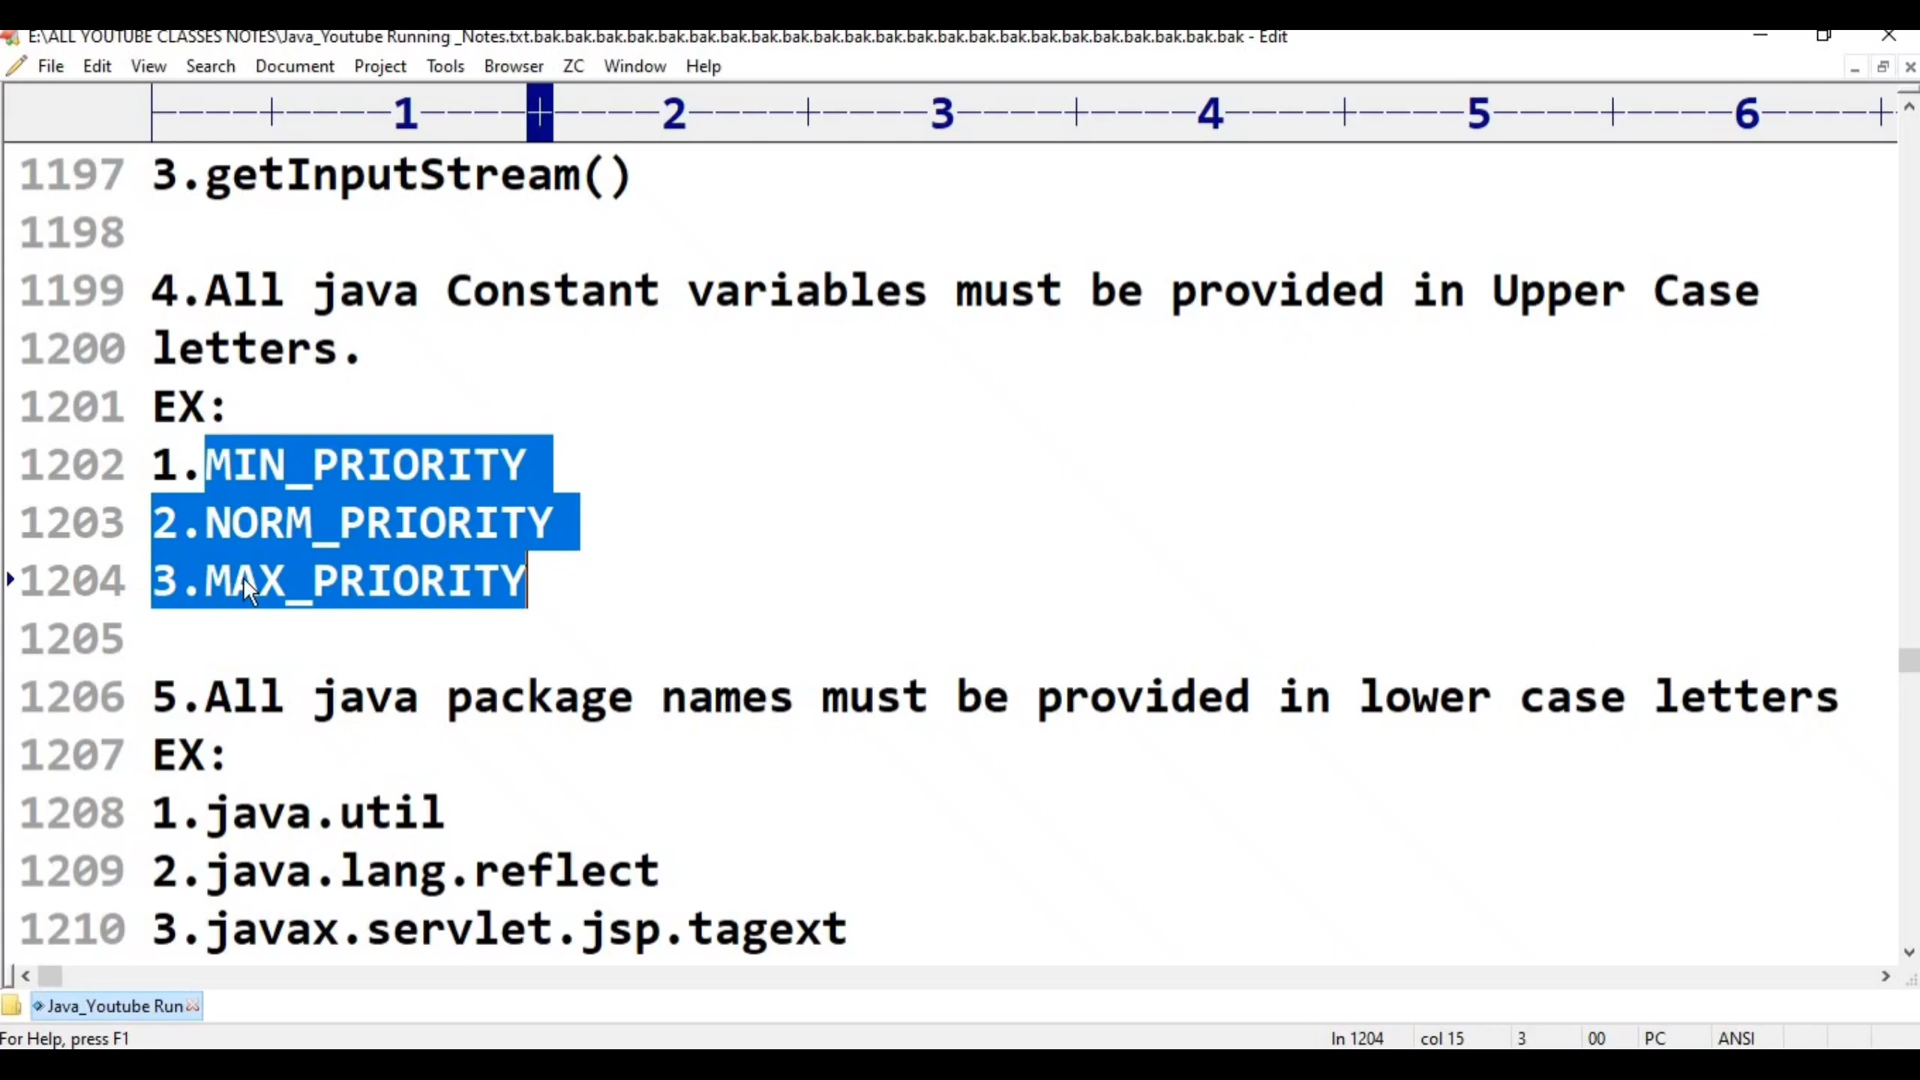 E:\ALL YOUTUBE CLASSES NOTES\Java_Youtube Running _Notes.txt.bak.bak.bak.bak.bak.bak.bak.bak.bak.bak.bak.bak.bak.bak.bak.bak.bak.bak.bak.bak.bak.bak.bak - Edit
File Edit View Search Document Project Tools Browser ZC Window Help
1 2 3 4 5 6
1197 3.getInputStream()
1198
1199 4.All java Constant variables must be provided in Upper Case
1200 letters.
1201 EX:
1202 1.MIN_PRIORITY
1203 2.NORM_PRIORITY
1204 3.MAX_PRIORITY
1205
1206 5.All java package names must be provided in lower case letters
1207 EX:
1208 1.java.util
1209 2.java.lang.reflect
1210 3.javax.servlet.jsp.tagext
Java_Youtube Run
For Help, press F1 ln 1204 col 15 3 00 PC ANSI